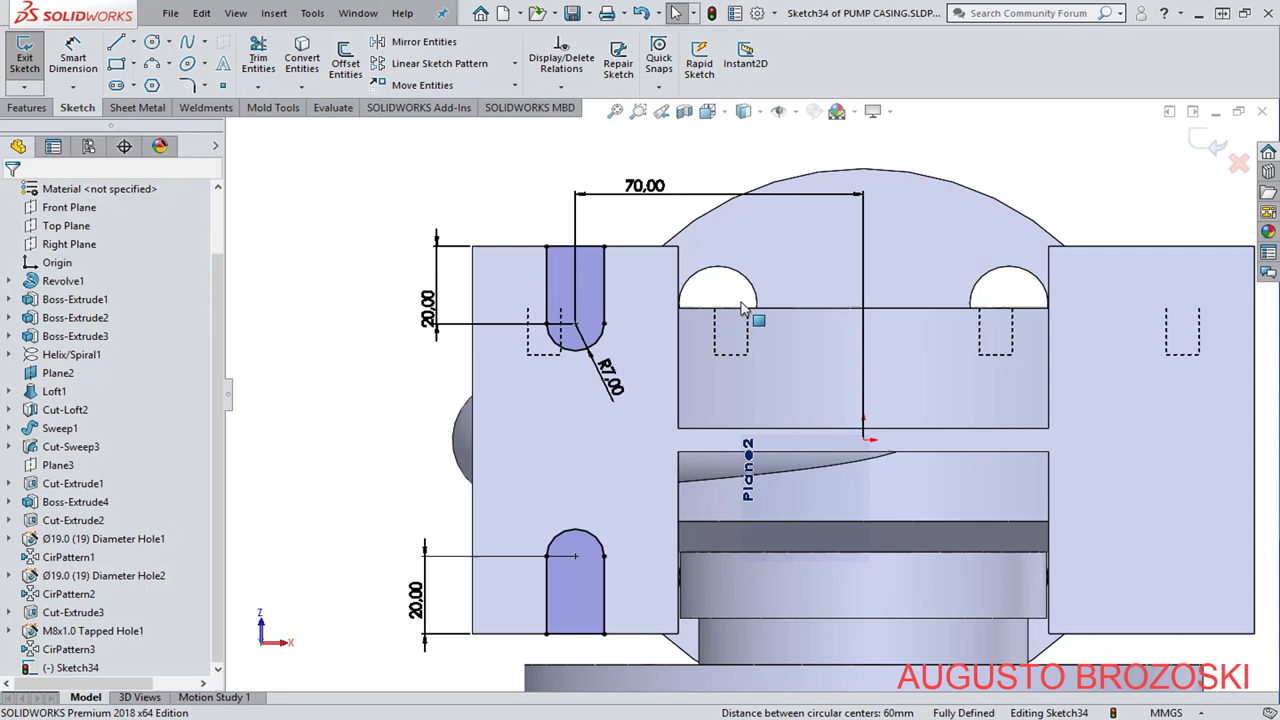 SOLIDWORKS File Edit View Insert Tools Window Help Sketch34 of PUMP CASING.SLDP... Search Community Forum
Exit Sketch
Smart Dimension
Trim Entities
Convert Entities
Offset Entities
Mirror Entities
Linear Sketch Pattern
Move Entities
Display/Delete Relations
Repair Sketch
Quick Snaps
Rapid Sketch
Instant2D
Features Sketch Sheet Metal Weldments Mold Tools Evaluate SOLIDWORKS Add-Ins SOLIDWORKS MBD
Material <not specified>
Front Plane
Top Plane
Right Plane
Origin
Revolve1
Boss-Extrude1
Boss-Extrude2
Boss-Extrude3
Helix/Spiral1
Plane2
Loft1
Cut-Loft2
Sweep1
Cut-Sweep3
Plane3
Cut-Extrude1
Boss-Extrude4
Cut-Extrude2
Ø19.0 (19) Diameter Hole1
CirPattern1
Ø19.0 (19) Diameter Hole2
CirPattern2
Cut-Extrude3
M8x1.0 Tapped Hole1
CirPattern3
(-) Sketch34
70,00
20,00
R7,00
Plane2
20,00
Z
X
AUGUSTO BROZOSKI
Model 3D Views Motion Study 1
SOLIDWORKS Premium 2018 x64 Edition Distance between circular centers: 60mm Fully Defined Editing Sketch34 MMGS